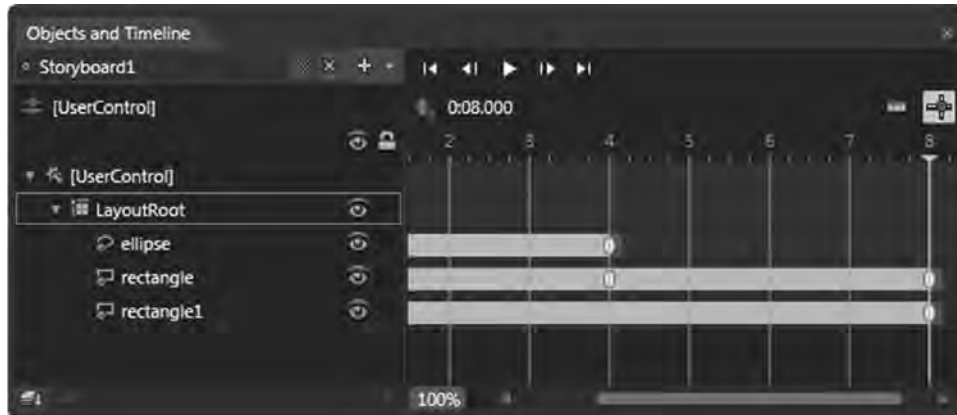 Objects and Timeline
Storyboard1
[UserControl]
0:08.000
2 3 4 5 6 7 8
[UserControl]
LayoutRoot
ellipse
rectangle
rectangle1
100%